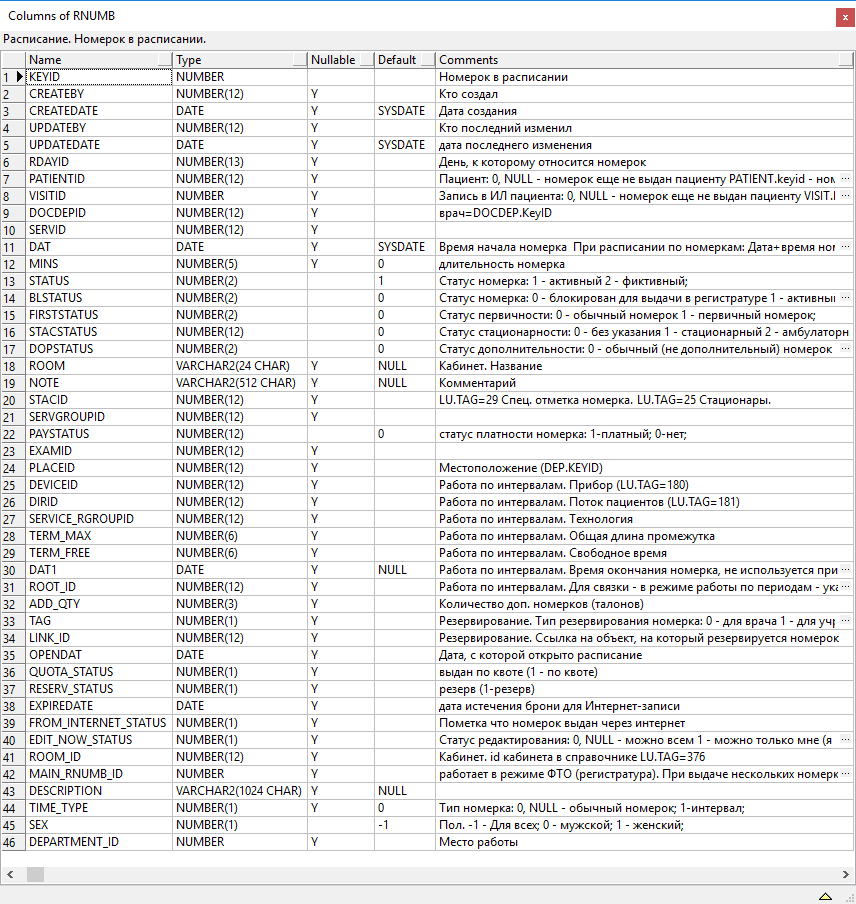 Columns of RNUMB
Расписание. Номерок в расписании.
Name Type Nullable Default Comments
1 KEYID NUMBER Номерок в расписании
2 CREATEBY NUMBER(12) Y Кто создал
3 CREATEDATE DATE Y SYSDATE Дата создания
4 UPDATEBY NUMBER(12) Y Кто последний изменил
5 UPDATEDATE DATE Y SYSDATE дата последнего изменения
6 RDAYID NUMBER(13) Y День, к которому относится номерок
7 PATIENTID NUMBER(12) Y Пациент: 0, NULL - номерок еще не выдан пациенту PATIENT.keyid - ном ...
8 VISITID NUMBER Y Запись в ИЛ пациента: 0, NULL - номерок еще не выдан пациенту VISIT. ...
9 DOCDEPID NUMBER(12) Y врач=DOCDEP.KeyID
10 SERVID NUMBER(12) Y
11 DAT DATE Y SYSDATE Время начала номерка При расписании по номеркам: Дата+время ном ...
12 MINS NUMBER(5) Y 0 длительность номерка
13 STATUS NUMBER(2) 1 Статус номерка: 1 - активный 2 - фиктивный;
14 BLSTATUS NUMBER(2) 0 Статус номерка: 0 - блокирован для выдачи в регистратуре 1 - активны ...
15 FIRSTSTATUS NUMBER(2) 0 Статус первичности: 0 - обычный номерок 1 - первичный номерок;
16 STACSTATUS NUMBER(12) 0 Статус стационарности: 0 - без указания 1 - стационарный 2 - амбулаторн
17 DOPSTATUS NUMBER(2) 0 Статус дополнительности: 0 - обычный (не дополнительный) номерок ...
18 ROOM VARCHAR2(24 CHAR) Y NULL Кабинет. Название
19 NOTE VARCHAR2(512 CHAR) Y NULL Комментарий
20 STACID NUMBER(12) Y LU.TAG=29 Спец. отметка номерка. LU.TAG=25 Стационары.
21 SERVGROUPID NUMBER(12) Y
22 PAYSTATUS NUMBER(12) 0 статус платности номерка: 1-платный; 0-нет;
23 EXAMID NUMBER(12) Y
24 PLACEID NUMBER(12) Y Местоположение (DEP.KEYID)
25 DEVICEID NUMBER(12) Y Работа по интервалам. Прибор (LU.TAG=180)
26 DIRID NUMBER(12) Y Работа по интервалам. Поток пациентов (LU.TAG=181)
27 SERVICE_RGROUPID NUMBER(12) Y Работа по интервалам. Технология
28 TERM_MAX NUMBER(6) Y Работа по интервалам. Общая длина промежутка
29 TERM_FREE NUMBER(6) Y Работа по интервалам. Свободное время
30 DAT1 DATE Y NULL Работа по интервалам. Время окончания номерка, не используется при ...
31 ROOT_ID NUMBER(12) Y Работа по интервалам. Для связки - в режиме работы по периодам - ука ...
32 ADD_QTY NUMBER(3) Y Количество доп. номерков (талонов)
33 TAG NUMBER(1) Y Резервирование. Тип резервирования номерка: 0 - для врача 1 - для учр ...
34 LINK_ID NUMBER(12) Y Резервирование. Ссылка на объект, на который резервируется номерок
35 OPENDAT DATE Y Дата, с которой открыто расписание
36 QUOTA_STATUS NUMBER(1) Y выдан по квоте (1 - по квоте)
37 RESERV_STATUS NUMBER(1) Y резерв (1-резерв)
38 EXPIREDATE DATE Y дата истечения брони для Интернет-записи
39 FROM_INTERNET_STATUS NUMBER(1) Y Пометка что номерок выдан через интернет
40 EDIT_NOW_STATUS NUMBER(1) Y Статус редактирования: 0, NULL - можно всем 1 - можно только мне (я ...
41 ROOM_ID NUMBER(12) Y Кабинет. id кабинета в справочнике LU.TAG=376
42 MAIN_RNUMB_ID NUMBER Y работает в режиме ФТО (регистратура). При выдаче нескольких номерк ...
43 DESCRIPTION VARCHAR2(1024 CHAR) Y NULL
44 TIME_TYPE NUMBER(1) Y 0 Тип номерка: 0, NULL - обычный номерок; 1-интервал;
45 SEX NUMBER(1) -1 Пол. -1 - Для всех; 0 - мужской; 1 - женский;
46 DEPARTMENT_ID NUMBER Y Место работы